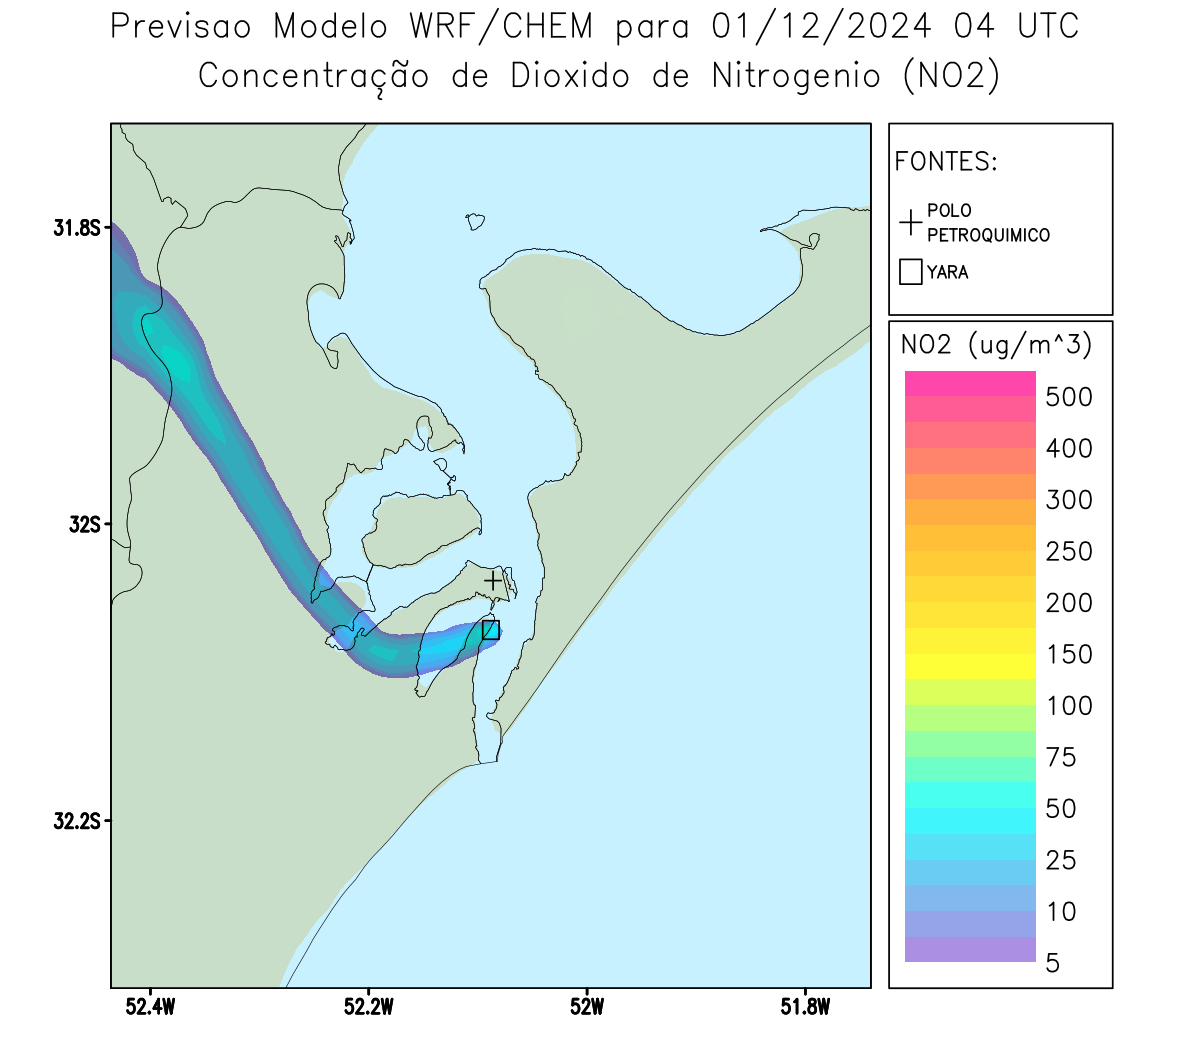 Previsao Modelo WRF/CHEM para 01/12/2024 04 UTC
Concentração de Dioxido de Nitrogenio (NO2)
FONTES:
POLO
PETROQUIMICO
YARA
NO2 (ug/m^3)
500
400
300
250
200
150
100
75
50
25
10
5
31.8S
32S
32.2S
52.4W
52.2W
52W
51.8W